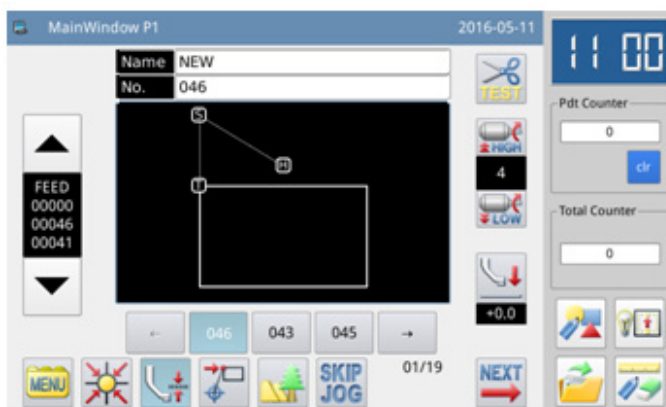 MainWindow P1
2016-05-11
Name NEW
No. 046
S
H
T
FEED
00000
00046
00041
TEST
HIGH
4
LOW
+0.0
11 00
Pdt Counter
0
clr
Total Counter
0
← 046 043 045 →
01/19
MENU
SKIP
JOG
NEXT